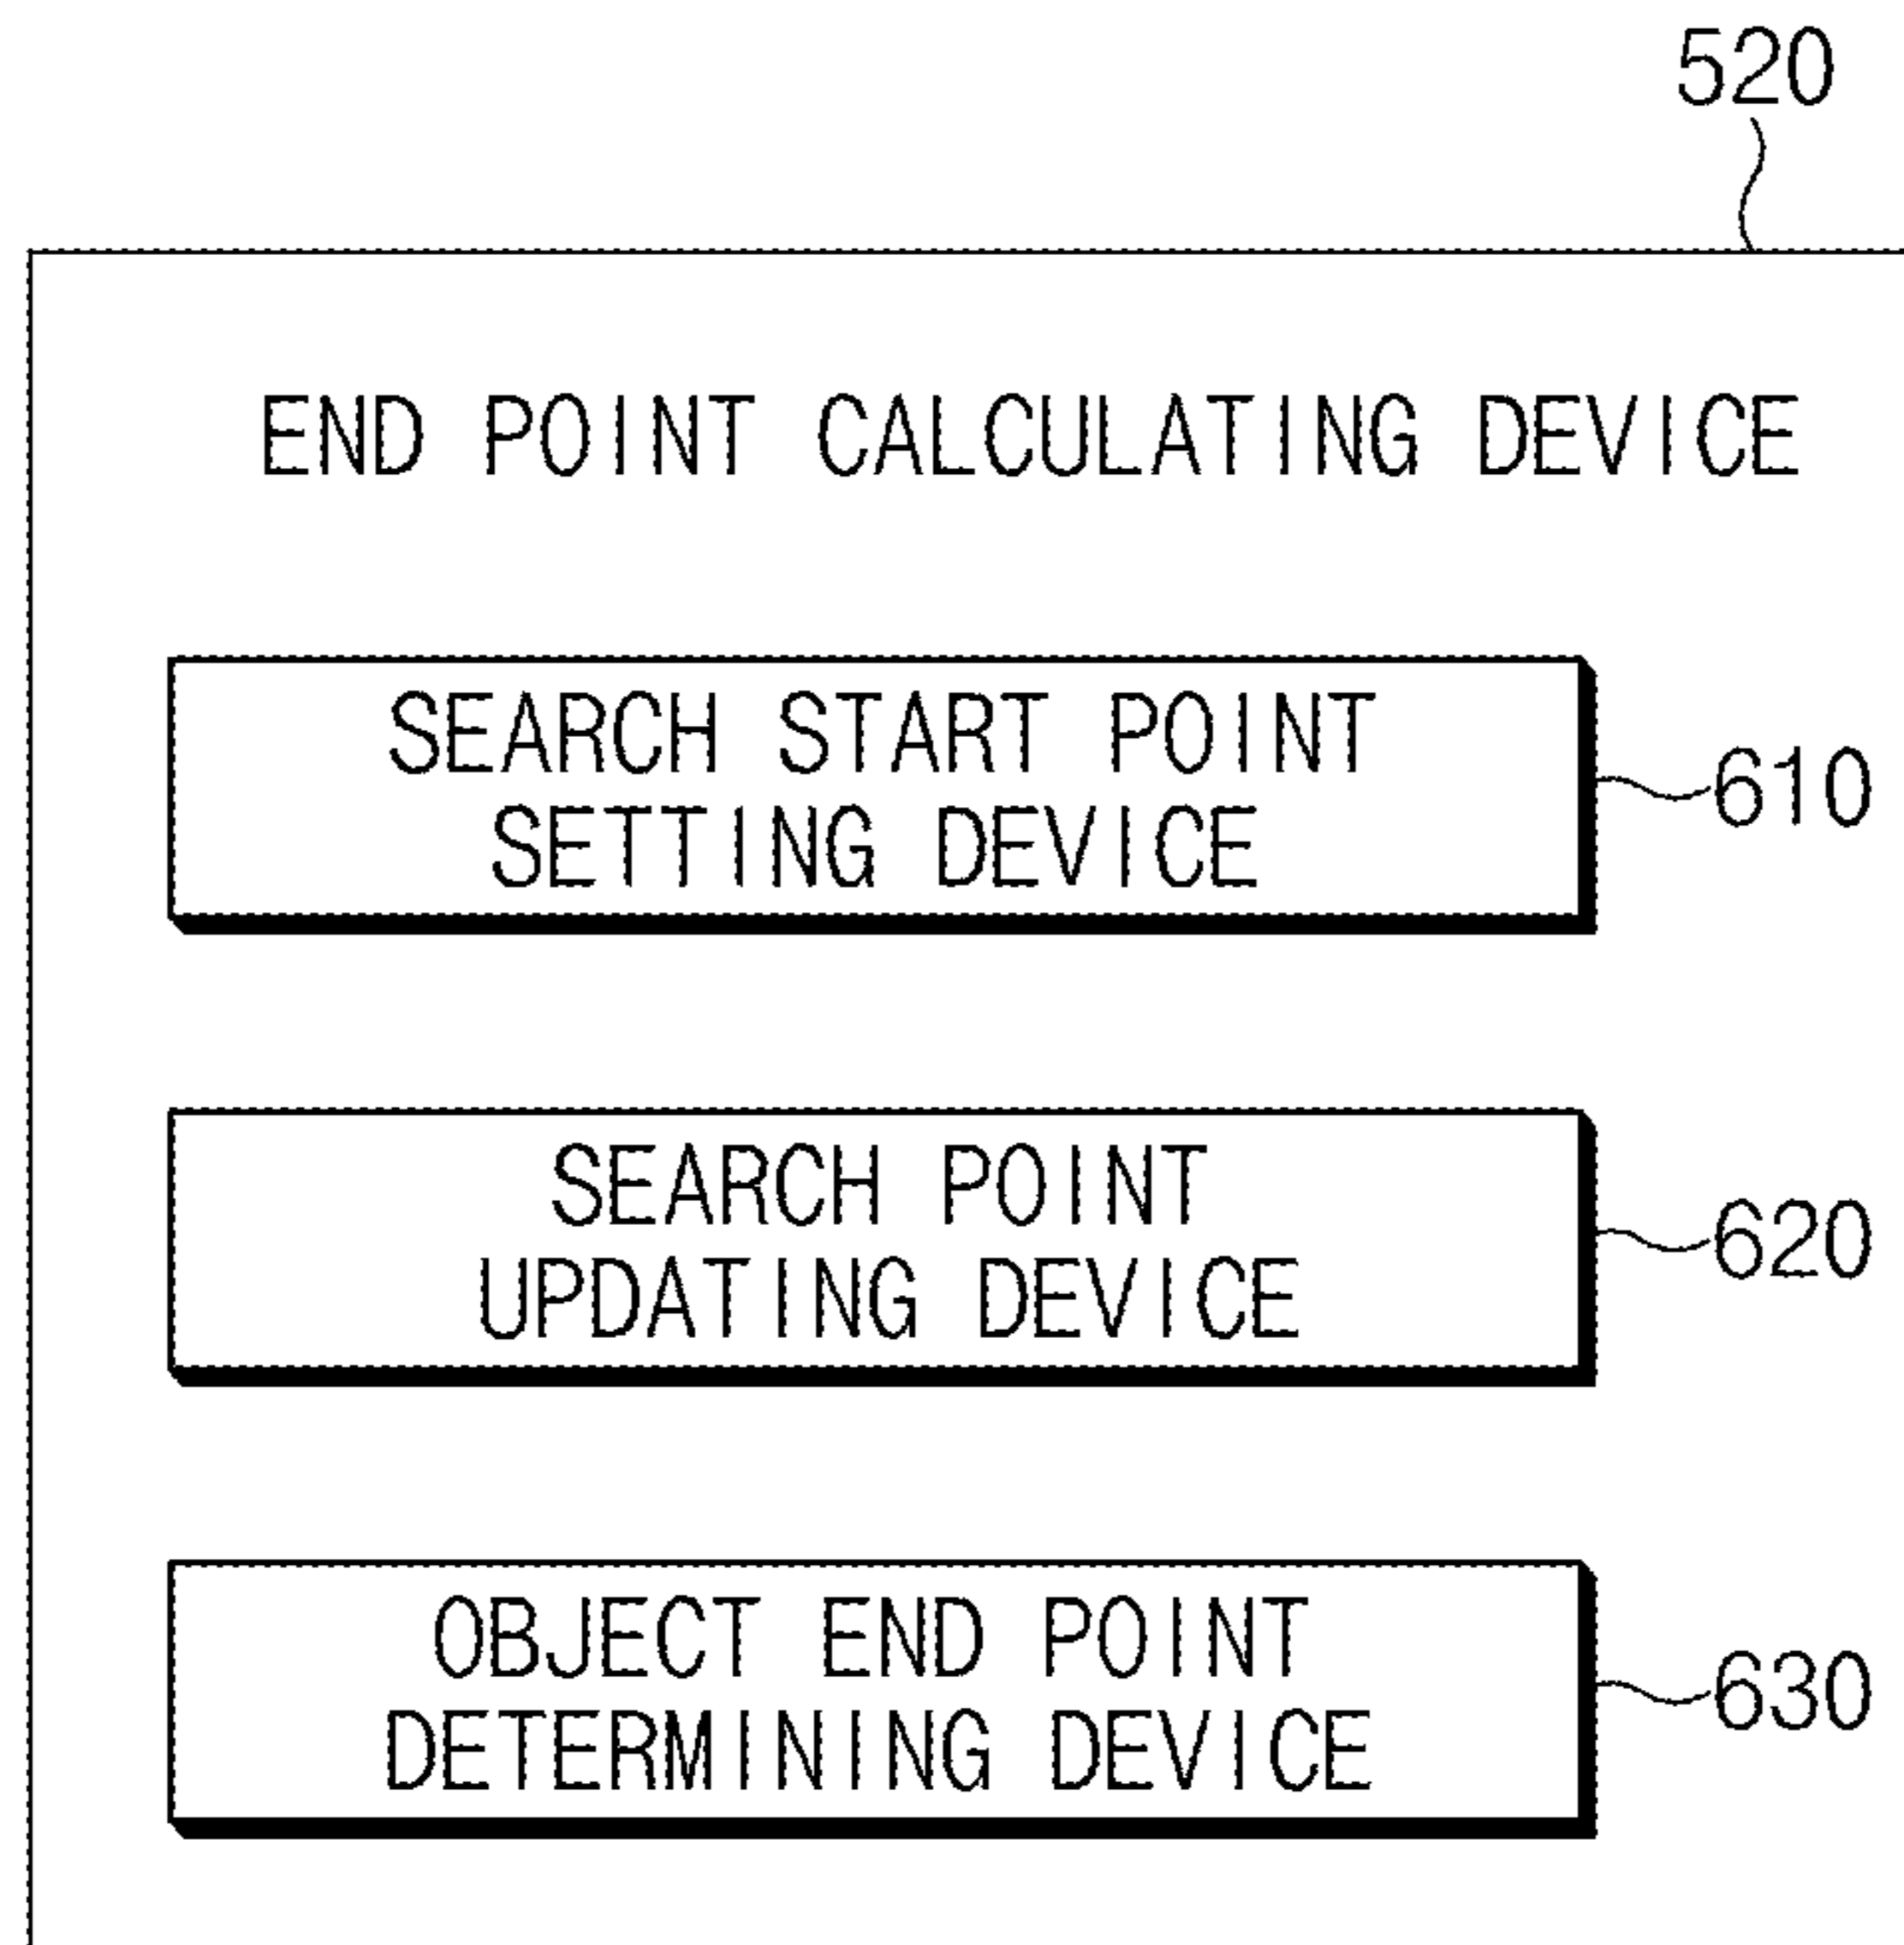 520
END POINT CALCULATING DEVICE
SEARCH START POINT
SETTING DEVICE
610
SEARCH POINT
UPDATING DEVICE
620
OBJECT END POINT
DETERMINING DEVICE
630